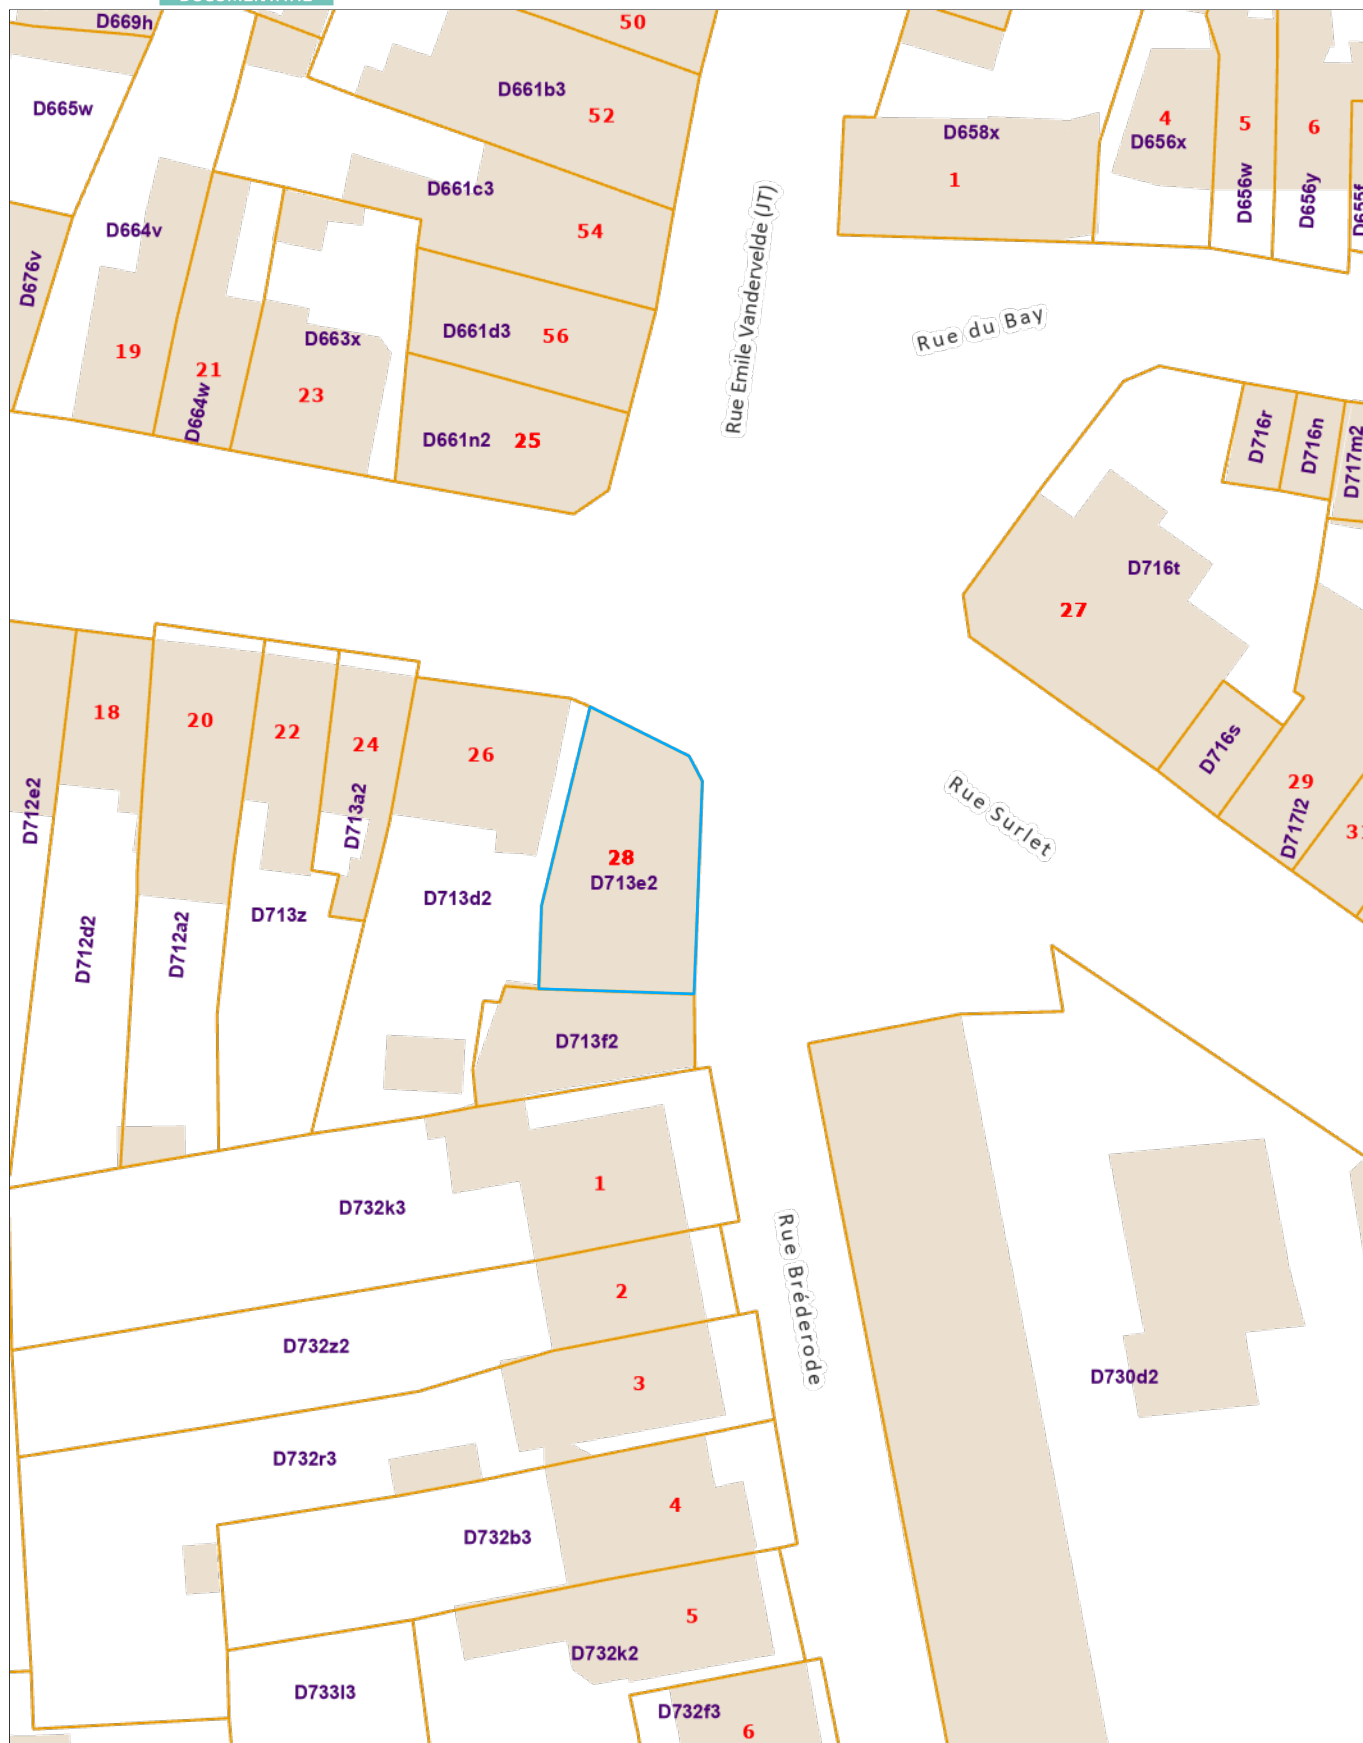 D669h
50
D661b3
52
D665w
D658x
1
4
D656x
5
D656w
6
D656y
D661c3
54
Rue Emile Vandervelde (JT)
D664v
D676v
D661d3
56
D663x
Rue du Bay
19
21
D664w
23
D661n2
25
D716r
D716n
D717m2
D716t
27
18
20
22
24
26
D712e2
D713a2
28
D713e2
D716s
29
D717l2
Rue Surlet
D713d2
D713z
D712a2
D712d2
D713f2
1
D732k3
Rue Bréderode
2
D732z2
3
D730d2
D732r3
4
D732b3
5
D732k2
D733l3
D732f3
6